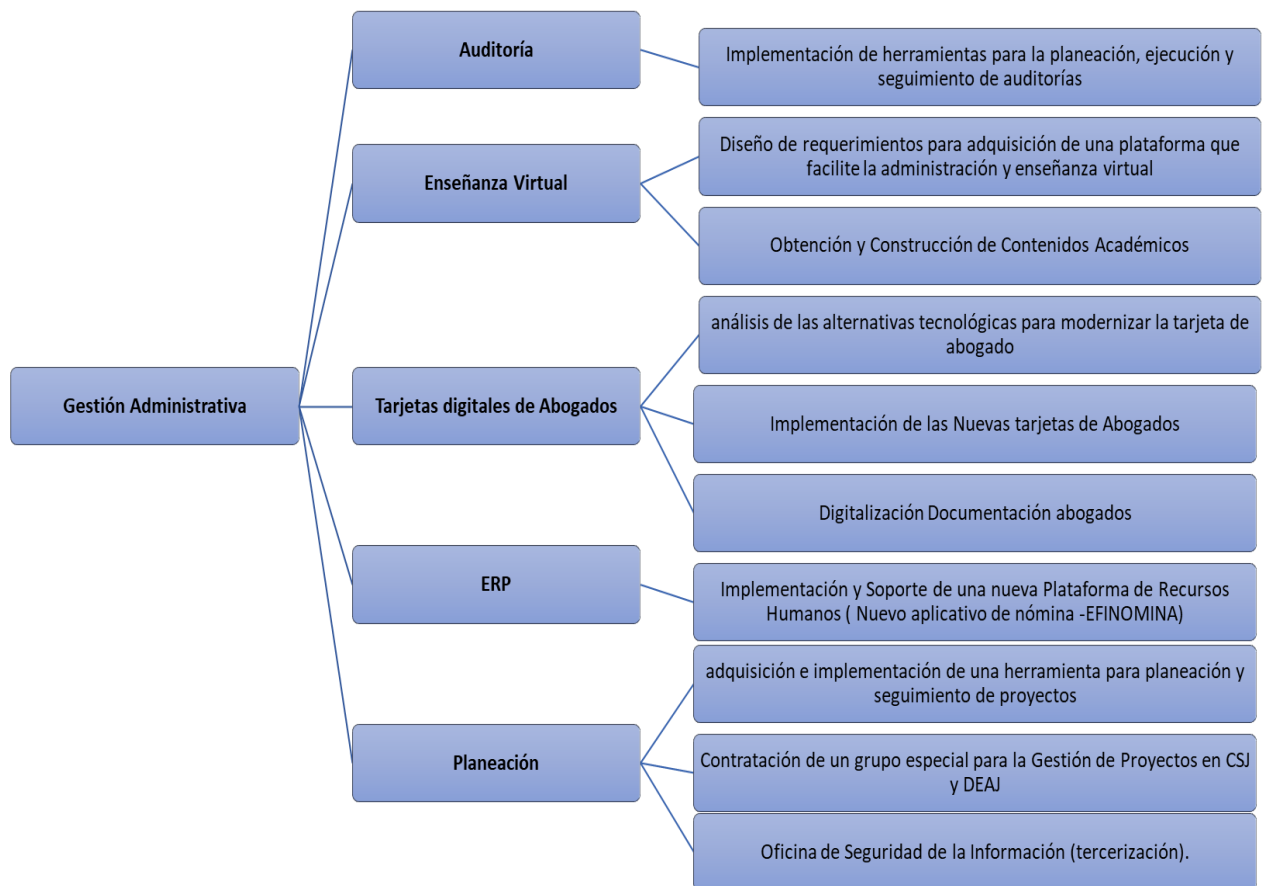 Gestión Administrativa
Auditoría
Implementación de herramientas para la planeación, ejecución y
seguimiento de auditorías
Enseñanza Virtual
Diseño de requerimientos para adquisición de una plataforma que
facilite la administración y enseñanza virtual
Obtención y Construcción de Contenidos Académicos
Tarjetas digitales de Abogados
análisis de las alternativas tecnológicas para modernizar la tarjeta de
abogado
Implementación de las Nuevas tarjetas de Abogados
Digitalización Documentación abogados
ERP
Implementación y Soporte de una nueva Plataforma de Recursos
Humanos ( Nuevo aplicativo de nómina -EFINOMINA)
Planeación
adquisición e implementación de una herramienta para planeación y
seguimiento de proyectos
Contratación de un grupo especial para la Gestión de Proyectos en CSJ
y DEAJ
Oficina de Seguridad de la Información (tercerización).